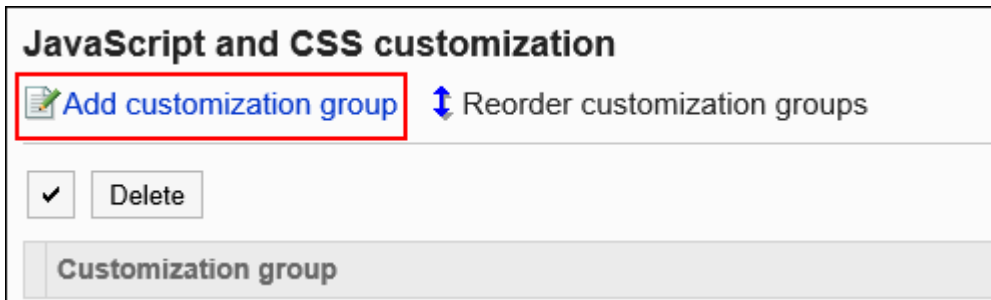 JavaScript and CSS customization
Add customization group Reorder customization groups
Delete
Customization group